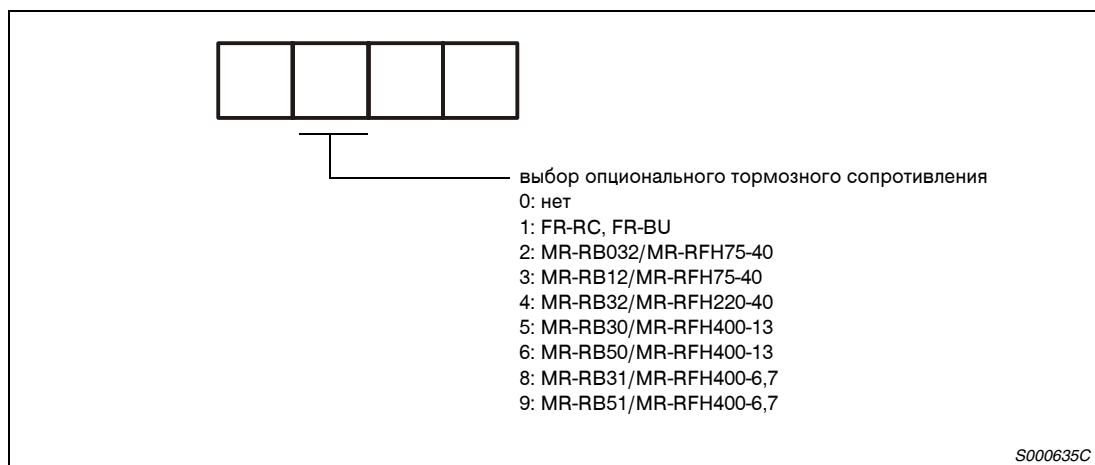 выбор опционального тормозного сопротивления
0: нет
1: FR-RC, FR-BU
2: MR-RB032/MR-RFH75-40
3: MR-RB12/MR-RFH75-40
4: MR-RB32/MR-RFH220-40
5: MR-RB30/MR-RFH400-13
6: MR-RB50/MR-RFH400-13
8: MR-RB31/MR-RFH400-6,7
9: MR-RB51/MR-RFH400-6,7
S000635C